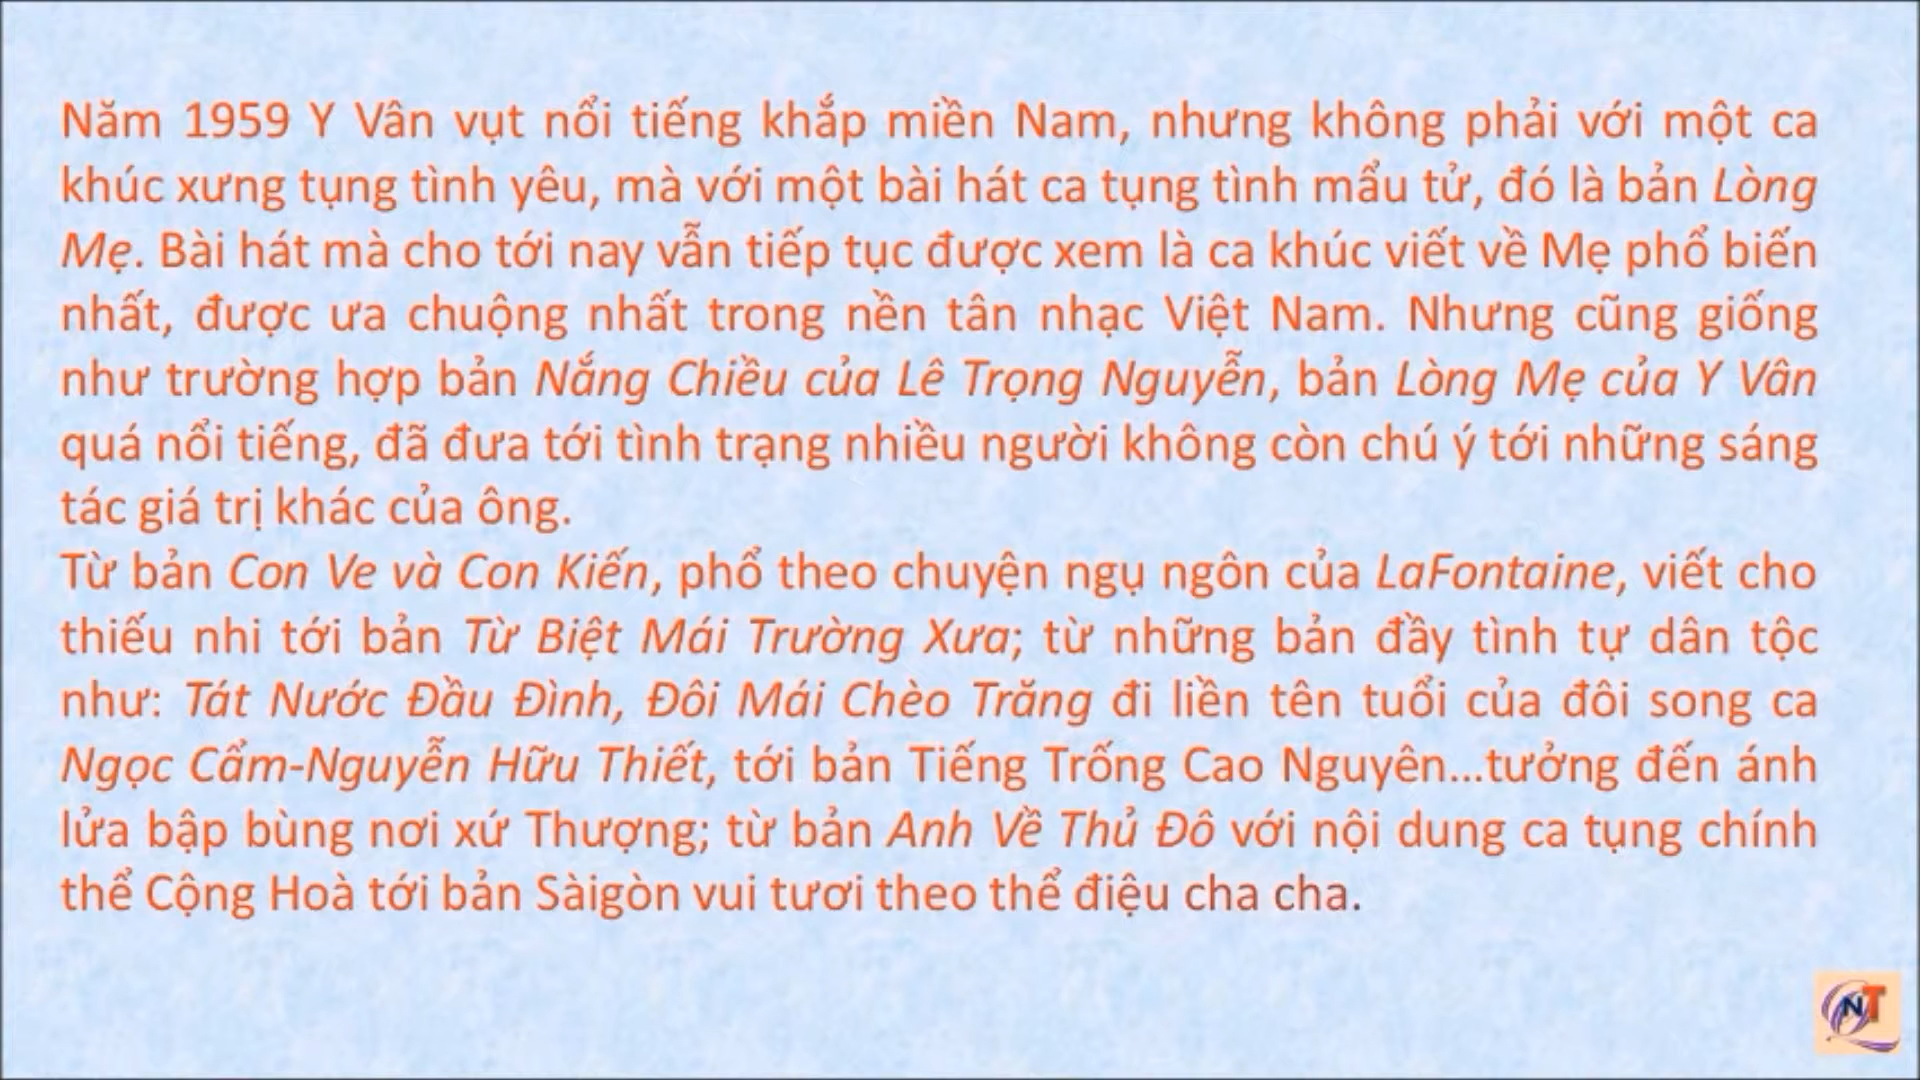 Năm 1959 Y Vân vụt nổi tiếng khắp miền Nam, nhưng không phải với một ca
khúc xưng tụng tình yêu, mà với một bài hát ca tụng tình mẩu tử, đó là bản Lòng
Mẹ. Bài hát mà cho tới nay vẫn tiếp tục được xem là ca khúc viết về Mẹ phổ biến
nhất, được ưa chuộng nhất trong nền tân nhạc Việt Nam. Nhưng cũng giống
như trường hợp bản Nắng Chiều của Lê Trọng Nguyễn, bản Lòng Mẹ của Y Vân
quá nổi tiếng, đã đưa tới tình trạng nhiều người không còn chú ý tới những sáng
tác giá trị khác của ông.
Từ bản Con Ve và Con Kiến, phổ theo chuyện ngụ ngôn của LaFontaine, viết cho
thiếu nhi tới bản Từ Biệt Mái Trường Xưa; từ những bản đầy tình tự dân tộc
như: Tát Nước Đầu Đình, Đôi Mái Chèo Trăng đi liền tên tuổi của đôi song ca
Ngọc Cẩm-Nguyễn Hữu Thiết, tới bản Tiếng Trống Cao Nguyên...tưởng đến ánh
lửa bập bùng nơi xứ Thượng; từ bản Anh Về Thủ Đô với nội dung ca tụng chính
thể Cộng Hoà tới bản Sàigòn vui tươi theo thể điệu cha cha.
NT